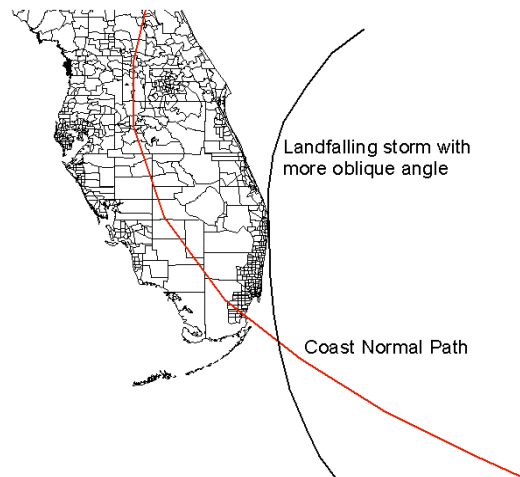 Landfalling storm with
more oblique angle
Coast Normal Path